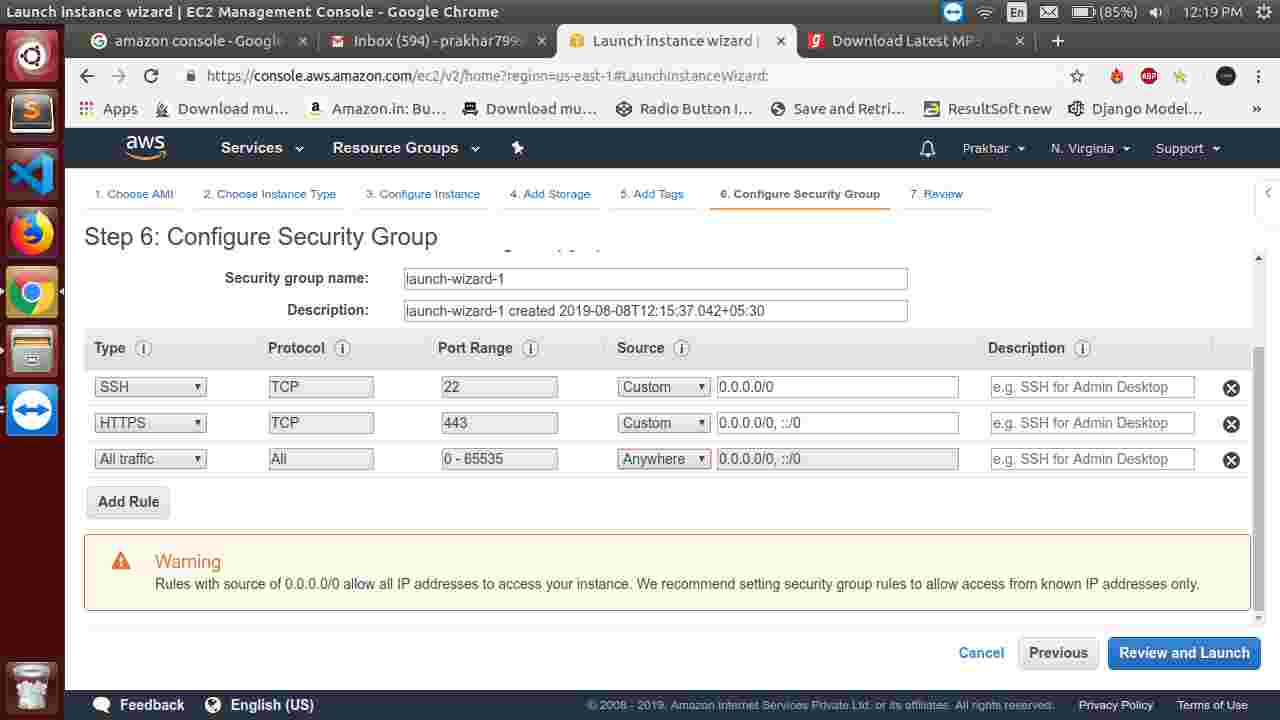 Launch instance wizard | EC2 Management Console - Google Chrome En (85%) 12:19 PM
amazon console - Google Inbox (594) - prakhar799 Launch instance wizard | Download Latest MP3
https://console.aws.amazon.com/ec2/v2/home?region=us-east-1#LaunchInstanceWizard:
Apps Download mu... Amazon.in: Bu... Download mu... Radio Button... Save and Retri... ResultSoft new Django Model... »
aws Services Resource Groups Prakhar N. Virginia Support
1. Choose AMI 2. Choose Instance Type 3. Configure Instance 4. Add Storage 5. Add Tags 6. Configure Security Group 7. Review
Step 6: Configure Security Group
Security group name: launch-wizard-1
Description: launch-wizard-1 created 2019-08-08T12:15:37.042+05:30
Type Protocol Port Range Source Description
SSH TCP 22 Custom 0.0.0.0/0 e.g. SSH for Admin Desktop
HTTPS TCP 443 Custom 0.0.0.0/0, ::/0 e.g. SSH for Admin Desktop
All traffic All 0 - 65535 Anywhere 0.0.0.0/0, ::/0 e.g. SSH for Admin Desktop
Add Rule
Warning
Rules with source of 0.0.0.0/0 allow all IP addresses to access your instance. We recommend setting security group rules to allow access from known IP addresses only.
Cancel Previous Review and Launch
Feedback English (US) © 2008 - 2019, Amazon Internet Services Private Ltd. or its affiliates. All rights reserved. Privacy Policy Terms of Use